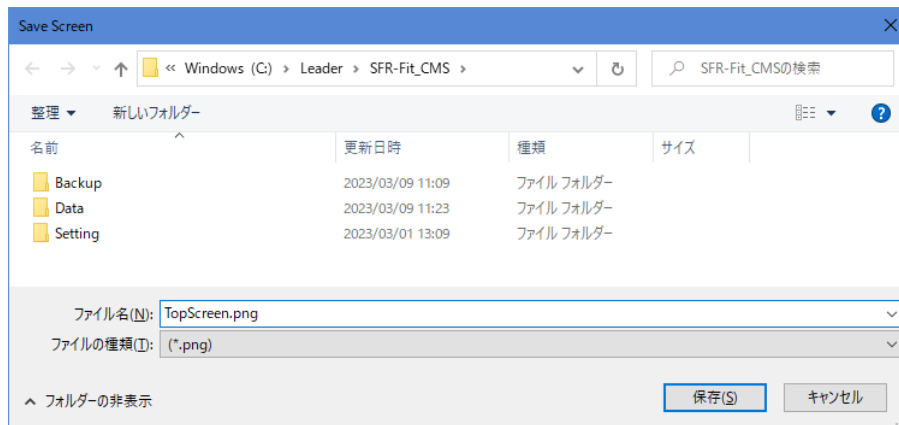 Save Screen
« Windows (C:) › Leader › SFR-Fit_CMS › SFR-Fit_CMSの検索
整理 新しいフォルダー ?
名前 更新日時 種類 サイズ
Backup 2023/03/09 11:09 ファイル フォルダー
Data 2023/03/09 11:23 ファイル フォルダー
Setting 2023/03/01 13:09 ファイル フォルダー
ファイル名(N): TopScreen.png
ファイルの種類(T): (*.png)
フォルダーの非表示 保存(S) キャンセル